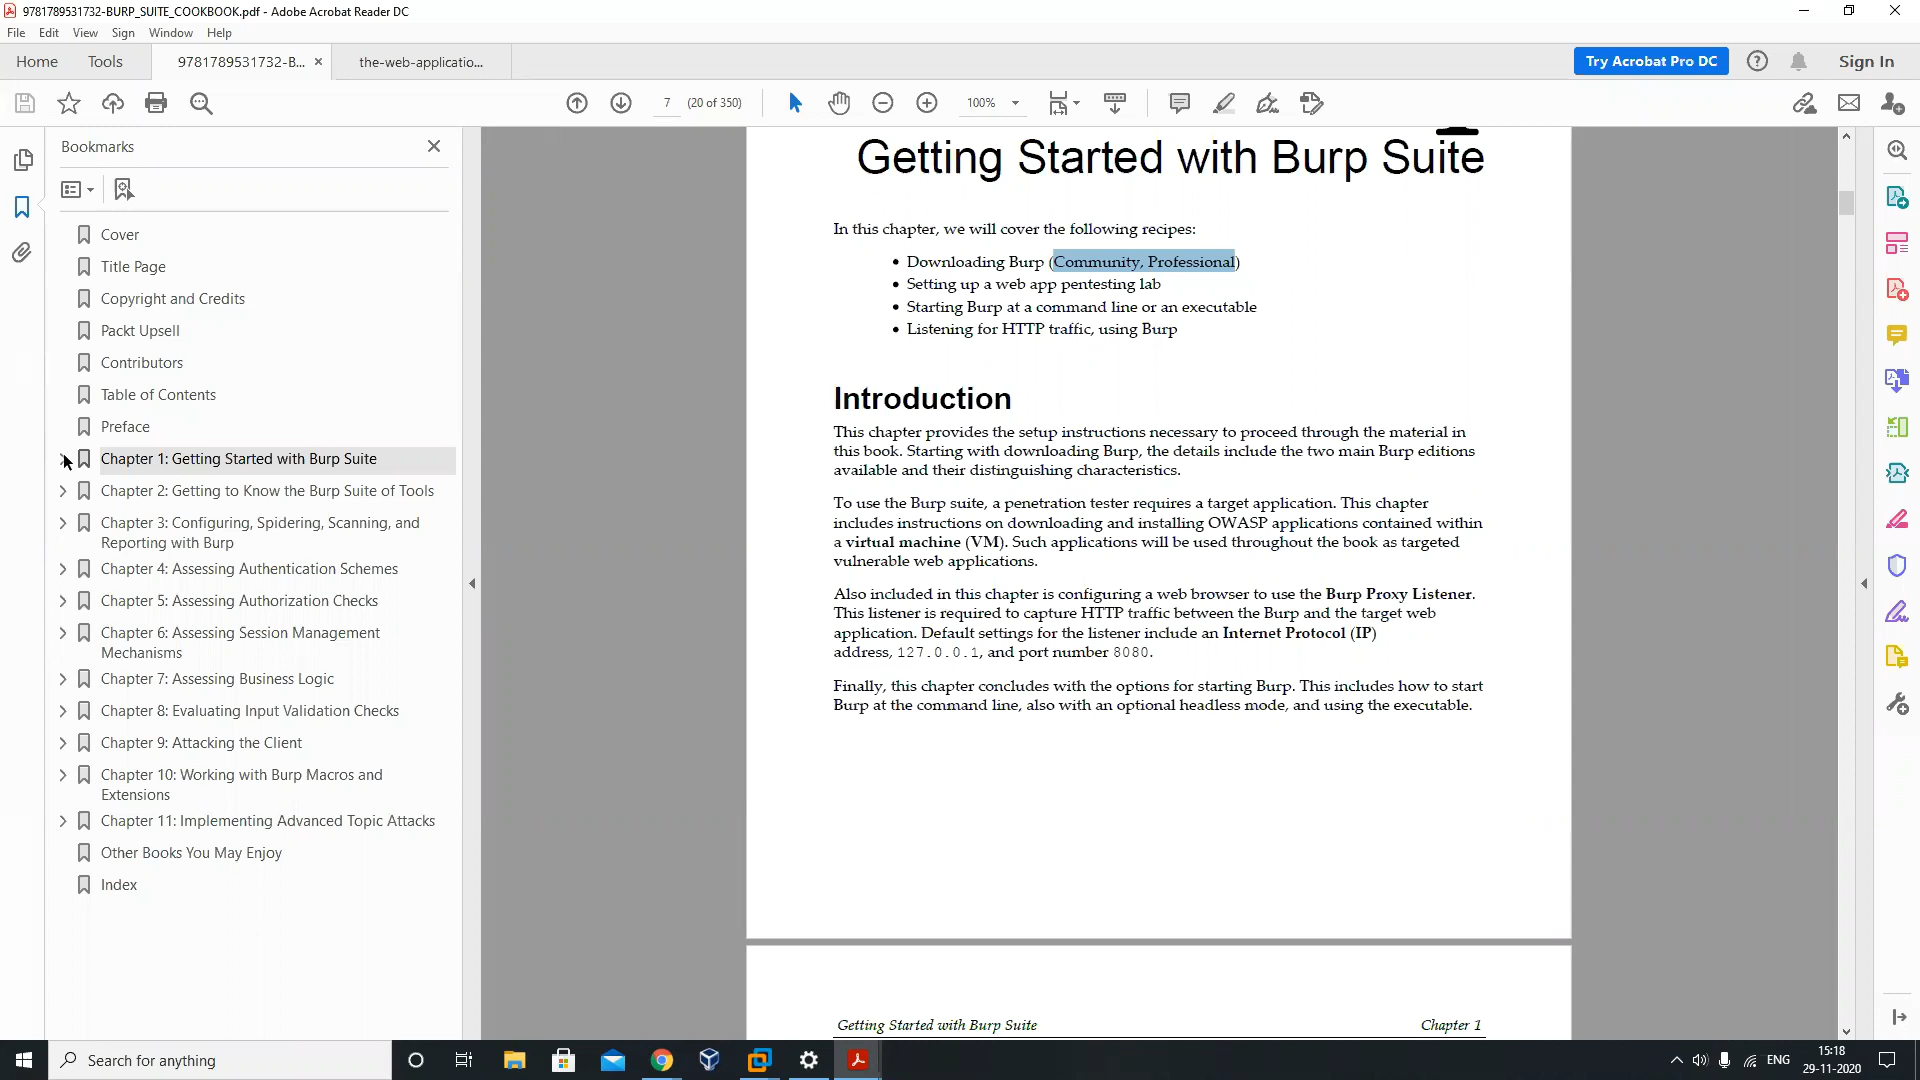 9781789531732-BURP_SUITE_COOKBOOK.pdf - Adobe Acrobat Reader DC
File Edit View Sign Window Help
Home Tools 9781789531732-B... × the-web-applicatio... Try Acrobat Pro DC Sign In
7 (20 of 350) 100%
Bookmarks
Cover
Title Page
Copyright and Credits
Packt Upsell
Contributors
Table of Contents
Preface
Chapter 1: Getting Started with Burp Suite
Chapter 2: Getting to Know the Burp Suite of Tools
Chapter 3: Configuring, Spidering, Scanning, and
Reporting with Burp
Chapter 4: Assessing Authentication Schemes
Chapter 5: Assessing Authorization Checks
Chapter 6: Assessing Session Management
Mechanisms
Chapter 7: Assessing Business Logic
Chapter 8: Evaluating Input Validation Checks
Chapter 9: Attacking the Client
Chapter 10: Working with Burp Macros and
Extensions
Chapter 11: Implementing Advanced Topic Attacks
Other Books You May Enjoy
Index
Getting Started with Burp Suite
In this chapter, we will cover the following recipes:
• Downloading Burp (Community, Professional)
• Setting up a web app pentesting lab
• Starting Burp at a command line or an executable
• Listening for HTTP traffic, using Burp
Introduction
This chapter provides the setup instructions necessary to proceed through the material in
this book. Starting with downloading Burp, the details include the two main Burp editions
available and their distinguishing characteristics.
To use the Burp suite, a penetration tester requires a target application. This chapter
includes instructions on downloading and installing OWASP applications contained within
a virtual machine (VM). Such applications will be used throughout the book as targeted
vulnerable web applications.
Also included in this chapter is configuring a web browser to use the Burp Proxy Listener.
This listener is required to capture HTTP traffic between the Burp and the target web
application. Default settings for the listener include an Internet Protocol (IP)
address, 127.0.0.1, and port number 8080.
Finally, this chapter concludes with the options for starting Burp. This includes how to start
Burp at the command line, also with an optional headless mode, and using the executable.
Getting Started with Burp Suite Chapter 1
Search for anything
ENG
15:18
29-11-2020